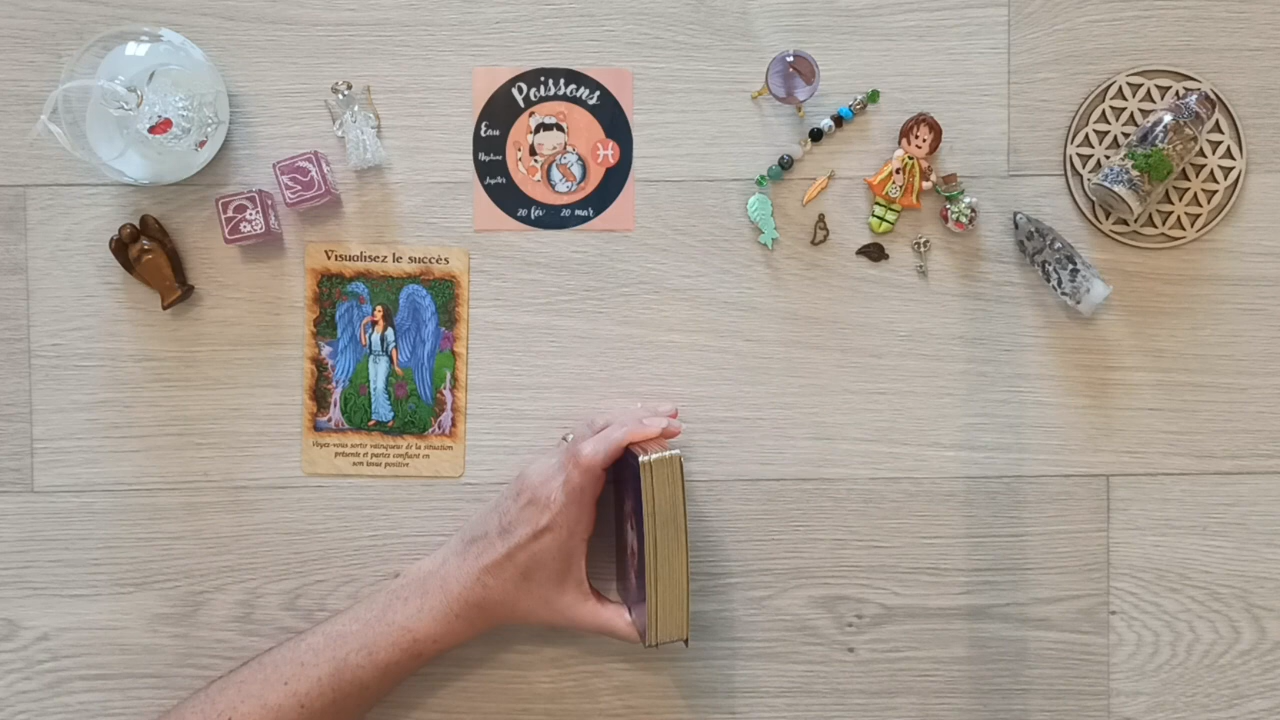 Poissons
Eau
Neptune
Jupiter
20 fév - 20 mar
Visualisez le succès
Voyez-vous sortir vainqueur de la situation
présente et partez confiant en
son issue positive